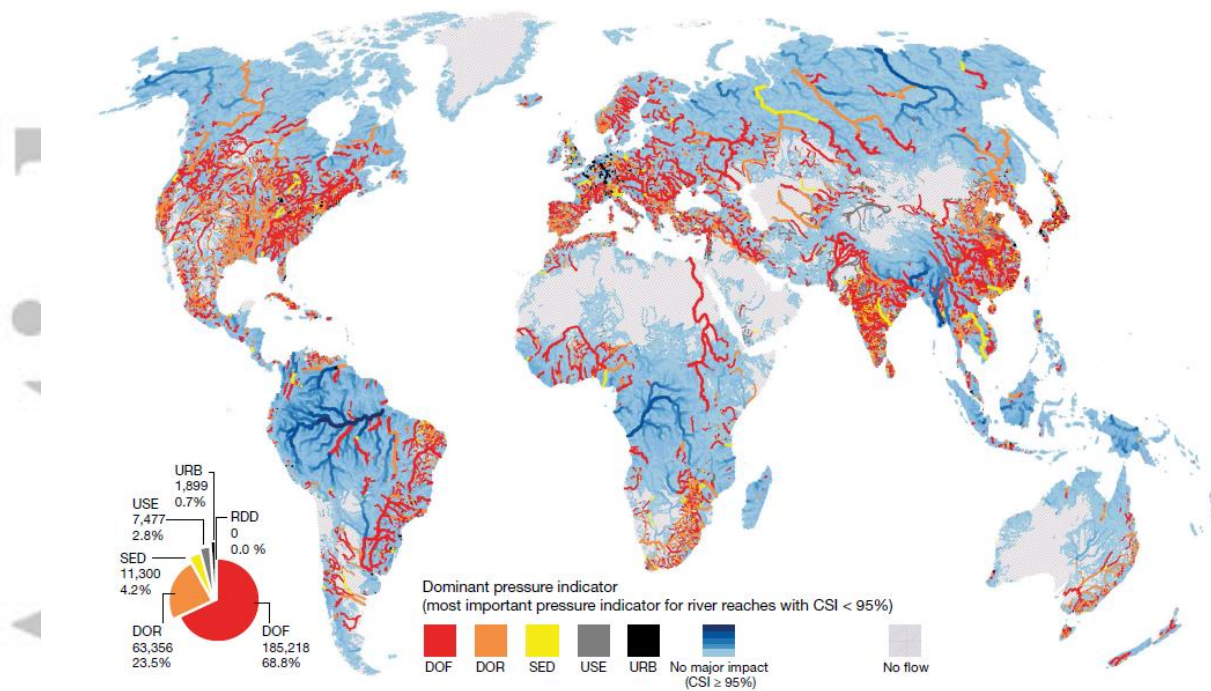 URB
1,899
0.7%
USE
7,477
2.8%
RDD
0
0.0 %
SED
11,300
4.2%
DOR
63,356
23.5%
DOF
185,218
68.8%
Dominant pressure indicator
(most important pressure indicator for river reaches with CSI < 95%)
DOF DOR SED USE URB No major impact No flow
(CSI ≥ 95%)